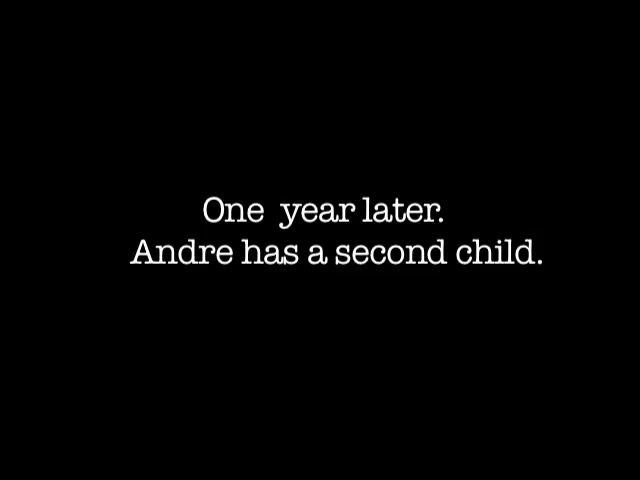 One  year later.
Andre has a second child.